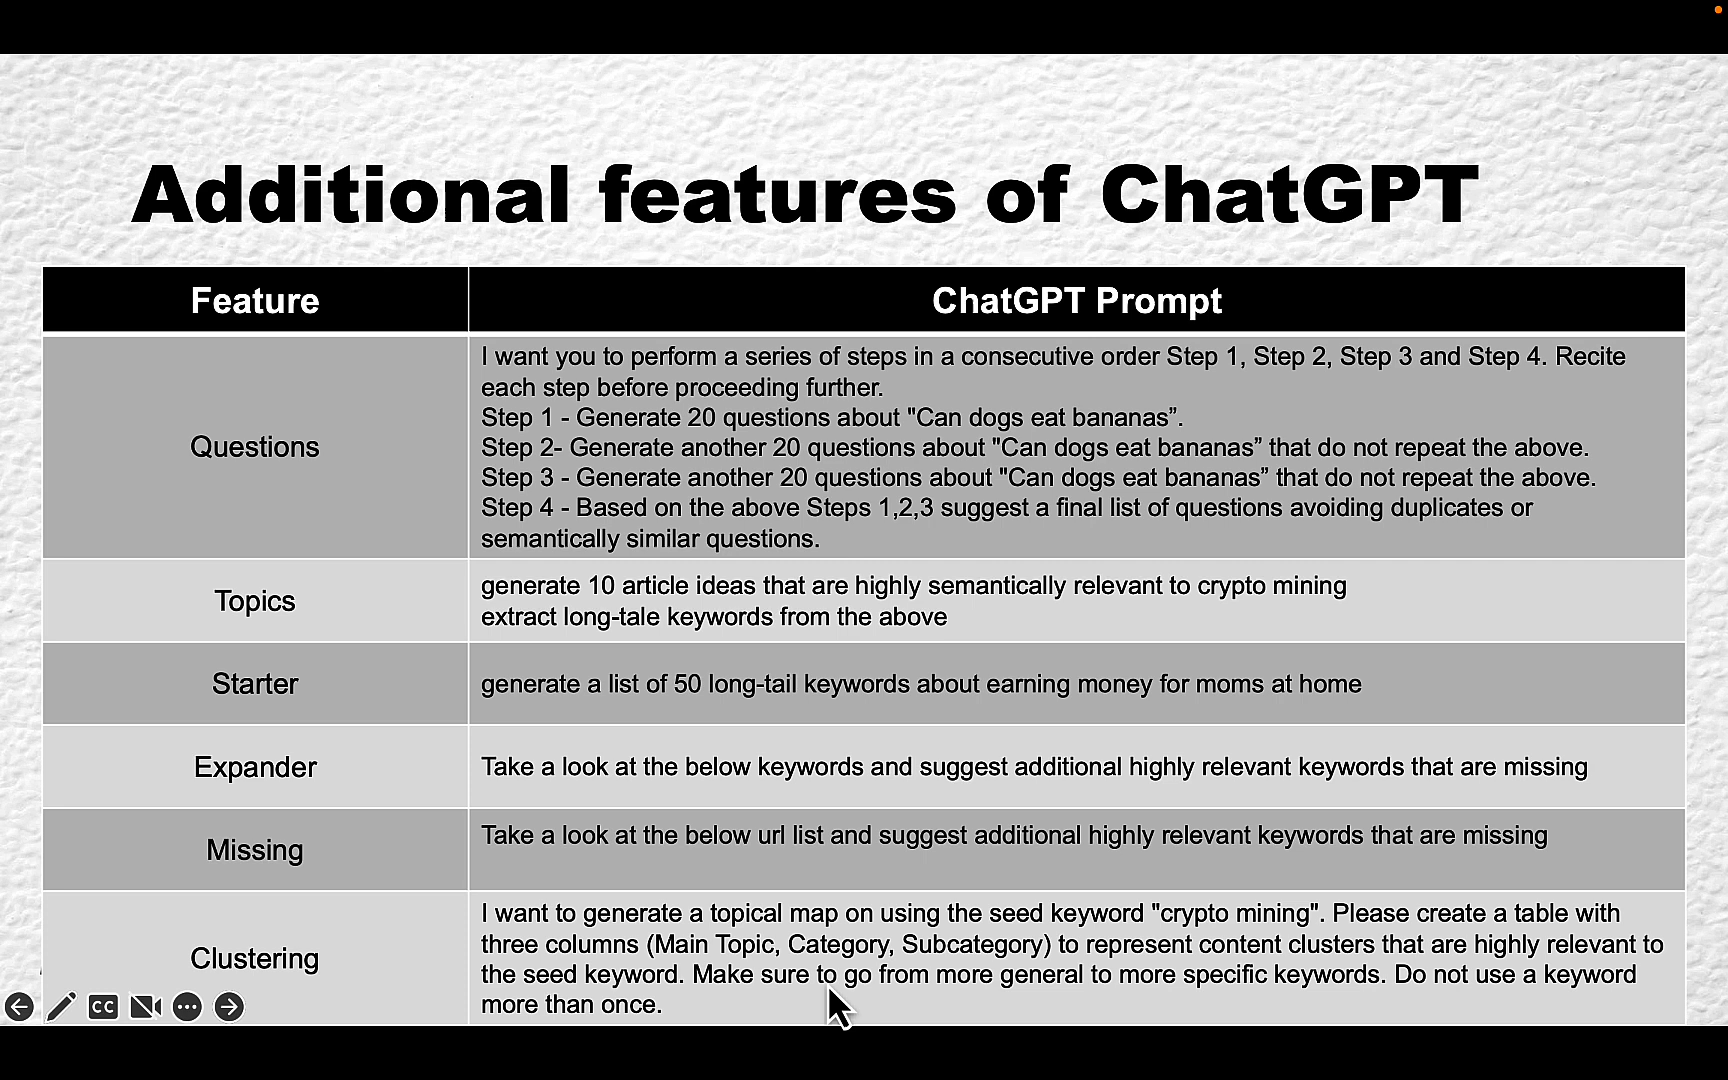 Additional features of ChatGPT
Feature
ChatGPT Prompt
Questions
I want you to perform a series of steps in a consecutive order Step 1, Step 2, Step 3 and Step 4. Recite
each step before proceeding further.
Step 1 - Generate 20 questions about "Can dogs eat bananas”.
Step 2- Generate another 20 questions about "Can dogs eat bananas” that do not repeat the above.
Step 3 - Generate another 20 questions about "Can dogs eat bananas” that do not repeat the above.
Step 4 - Based on the above Steps 1,2,3 suggest a final list of questions avoiding duplicates or
semantically similar questions.
Topics
generate 10 article ideas that are highly semantically relevant to crypto mining
extract long-tale keywords from the above
Starter
generate a list of 50 long-tail keywords about earning money for moms at home
Expander
Take a look at the below keywords and suggest additional highly relevant keywords that are missing
Missing
Take a look at the below url list and suggest additional highly relevant keywords that are missing
Clustering
I want to generate a topical map on using the seed keyword "crypto mining". Please create a table with
three columns (Main Topic, Category, Subcategory) to represent content clusters that are highly relevant to
the seed keyword. Make sure to go from more general to more specific keywords. Do not use a keyword
more than once.
CC